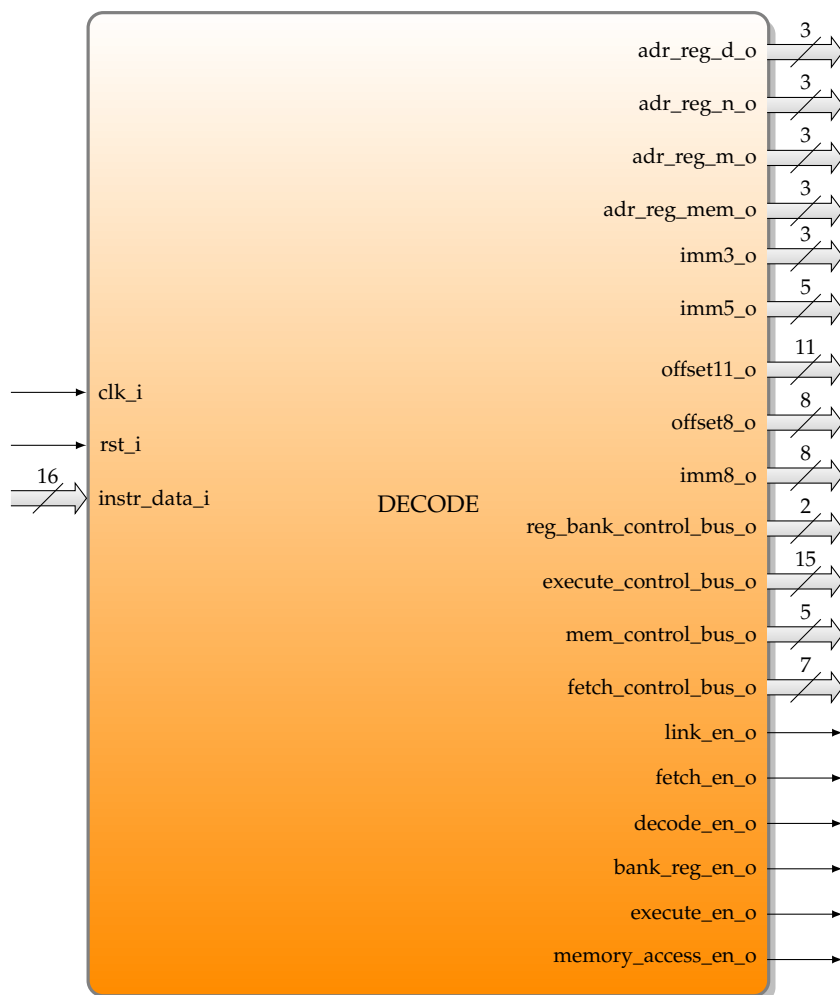 3
adr_reg_d_o
3
adr_reg_n_o
3
adr_reg_m_o
3
adr_reg_mem_o
3
imm3_o
5
imm5_o
11
offset11_o
clk_i
8
offset8_o
rst_i
8
imm8_o
16
instr_data_i
DECODE
2
reg_bank_control_bus_o
15
execute_control_bus_o
5
mem_control_bus_o
7
fetch_control_bus_o
link_en_o
fetch_en_o
decode_en_o
bank_reg_en_o
execute_en_o
memory_access_en_o